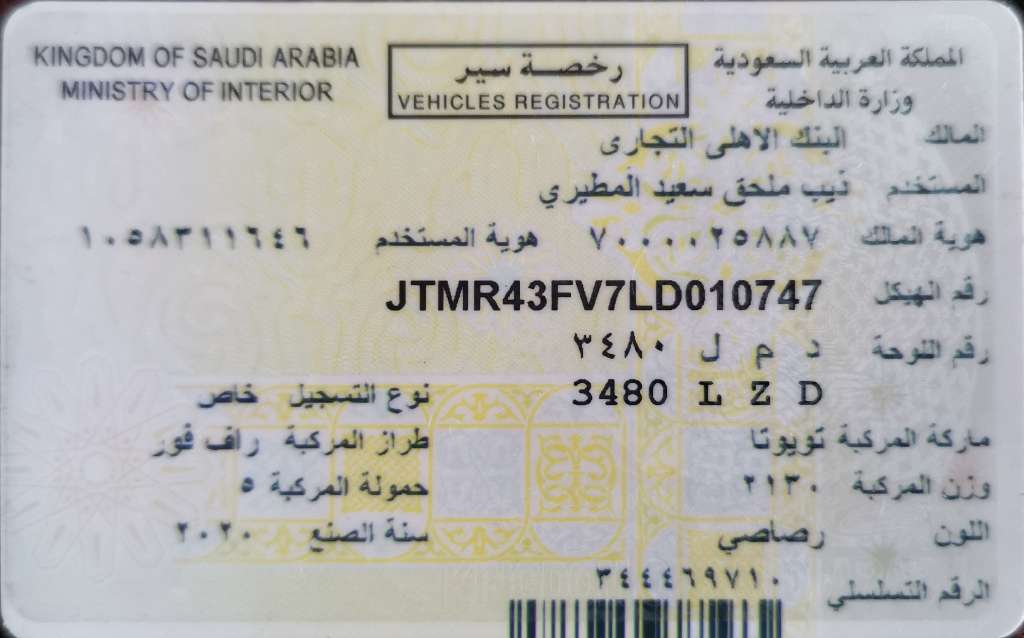 KINGDOM OF SAUDI ARABIA
MINISTRY OF INTERIOR
رخصة سير
VEHICLES REGISTRATION
المملكة العربية السعودية
وزارة الداخلية
المالك البنك الاهلى التجارى
المستخدم ذيب ملحق سعيد المطيري
هوية المالك ٧٠٠٠٠٢٥٨٨٧ هوية المستخدم ١٠٥٨٣١١٦٤٦
رقم الهيكل JTMR43FV7LD010747
رقم اللوحة د م ل ٣٤٨٠
3480 L Z D
نوع التسجيل خاص
ماركة المركبة تويوتا طراز المركبة راف فور
وزن المركبة ٢١٣٠ حمولة المركبة ٥
اللون رصاصي سنة الصنع ٢٠٢٠
الرقم التسلسلي ٣٤٤٤٦٩٧١٠